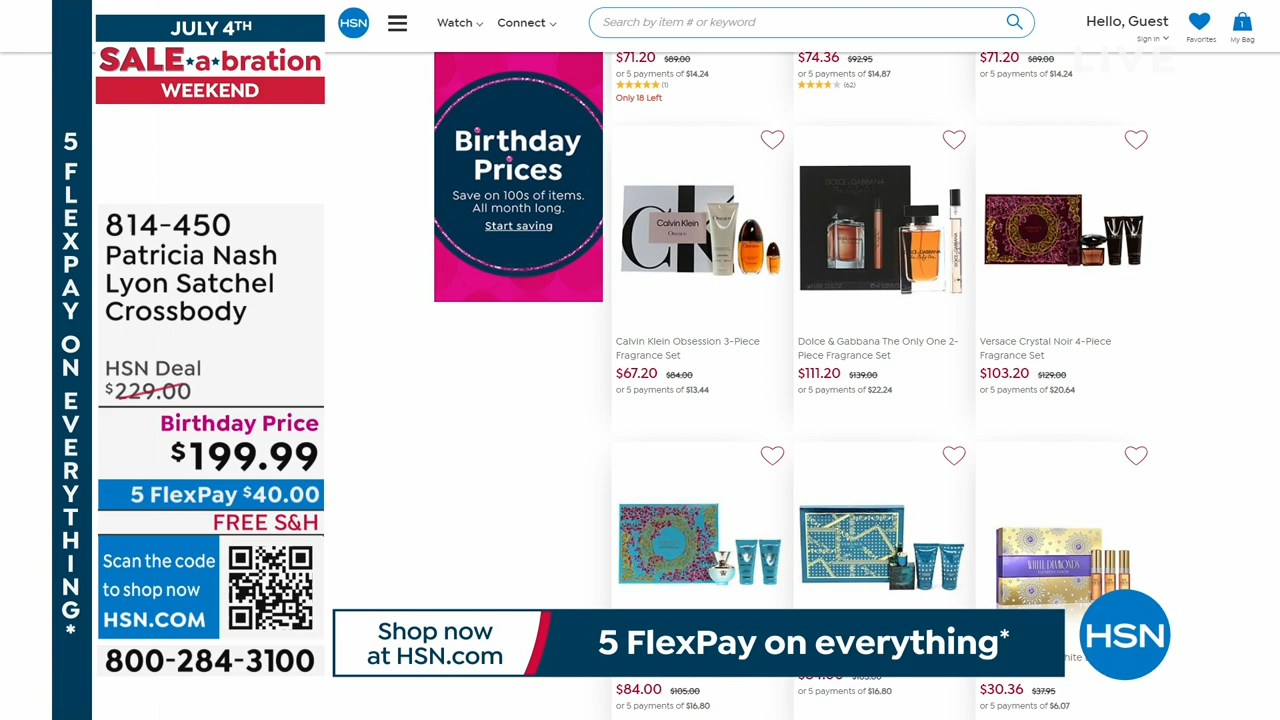 JULY 4TH
SALE★a★bration
WEEKEND
5 FLEXPAY ON EVERYTHING*
814-450
Patricia Nash
Lyon Satchel
Crossbody
HSN Deal
$229.00
Birthday Price
$199.99
5 FlexPay $40.00
FREE S&H
Scan the code
to shop now
HSN.COM
800-284-3100
HSN
Watch
Connect
Search by item # or keyword
Hello, Guest
Sign in
Favorites
1
My Bag
LIVE
Birthday
Prices
Save on 100s of items.
All month long.
Start saving
$71.20 $89.00
or 5 payments of $14.24
(1)
Only 18 Left
$74.36 $92.95
or 5 payments of $14.87
(62)
$71.20 $89.00
or 5 payments of $14.24
Calvin Klein
Obsession
DOLCE & GABBANA
Calvin Klein Obsession 3-Piece
Fragrance Set
$67.20 $84.00
or 5 payments of $13.44
Dolce & Gabbana The Only One 2-
Piece Fragrance Set
$111.20 $139.00
or 5 payments of $22.24
Versace Crystal Noir 4-Piece
Fragrance Set
$103.20 $129.00
or 5 payments of $20.64
WHITE DIAMONDS
$84.00 $105.00
or 5 payments of $16.80
or 5 payments of $16.80
$30.36 $37.95
or 5 payments of $6.07
Shop now
at HSN.com
5 FlexPay on everything*
HSN